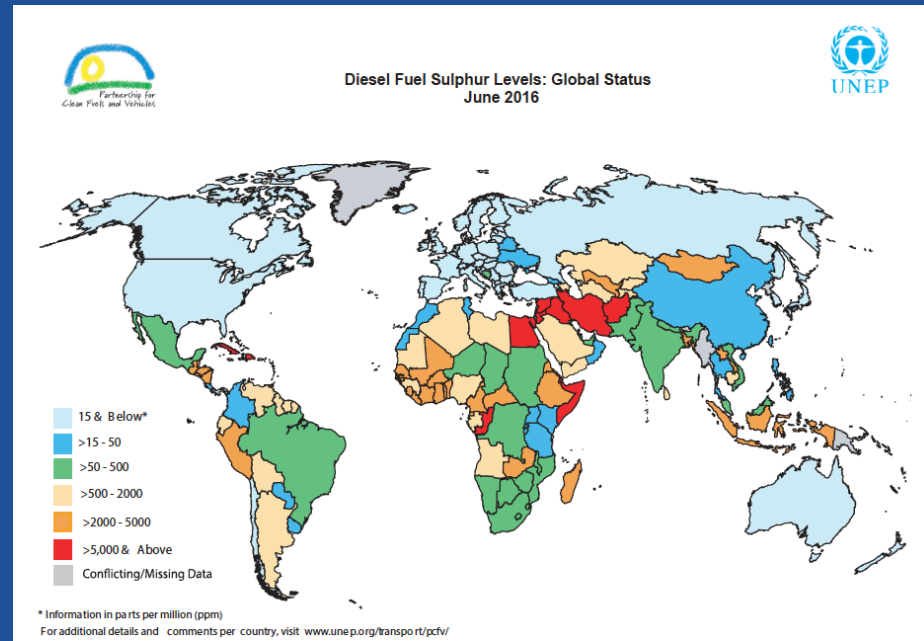 Partnership for
Clean Fuels and Vehicles
Diesel Fuel Sulphur Levels: Global Status
June 2016
UNEP
15 & Below*
>15 - 50
>50 - 500
>500 - 2000
>2000 - 5000
>5,000 & Above
Conflicting/Missing Data
* Information in parts per million (ppm)
For additional details and comments per country, visit www.unep.org/transport/pcfv/